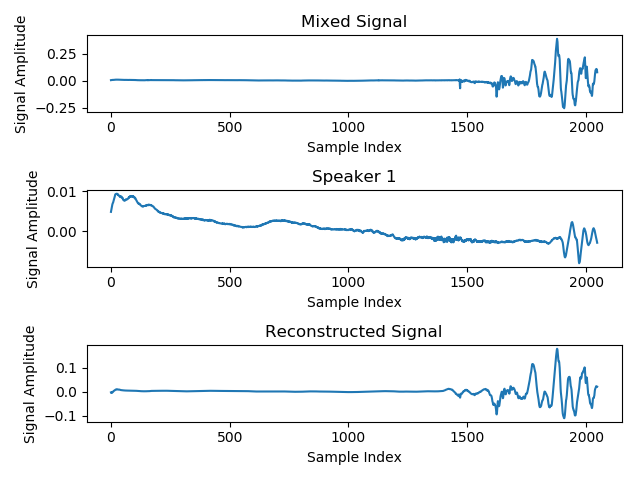 Mixed Signal
Signal Amplitude
0.25
0.00
−0.25
0
500
1000
1500
2000
Sample Index
Speaker 1
Signal Amplitude
0.01
0.00
0
500
1000
1500
2000
Sample Index
Reconstructed Signal
Signal Amplitude
0.1
0.0
−0.1
0
500
1000
1500
2000
Sample Index